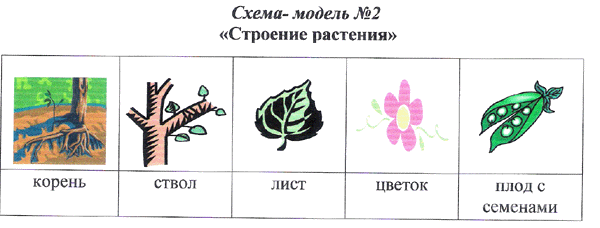 Схема- модель №2
«Строение растения»
корень ствол лист цветок плод с
семенами